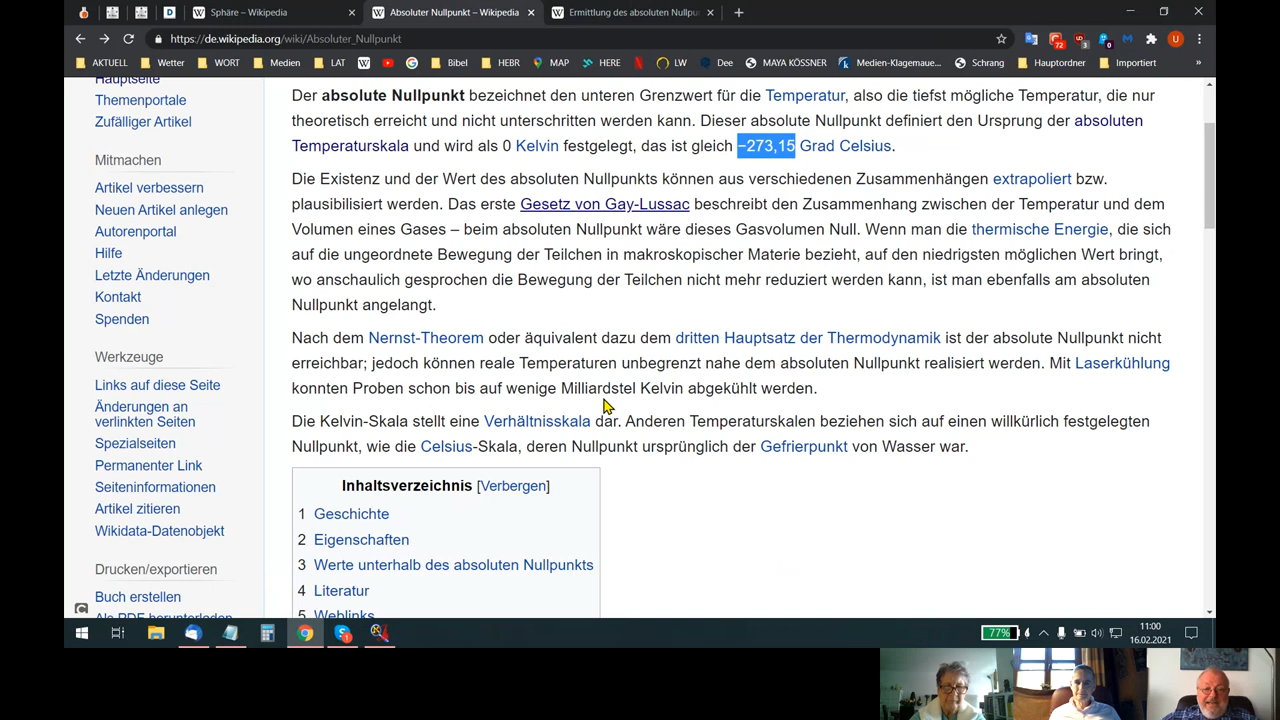 Sphäre – Wikipedia
Absoluter Nullpunkt – Wikipedia
Ermittlung des absoluten Nullpun
https://de.wikipedia.org/wiki/Absoluter_Nullpunkt
72
3
0
U
AKTUELL Wetter WORT Medien LAT Bibel HEBR MAP HERE LW Dee MAYA KÖSSNER Medien-Klagemaue... Schrang Hauptordner Importiert »
Hauptseite
Themenportale
Zufälliger Artikel
Mitmachen
Artikel verbessern
Neuen Artikel anlegen
Autorenportal
Hilfe
Letzte Änderungen
Kontakt
Spenden
Werkzeuge
Links auf diese Seite
Änderungen an
verlinkten Seiten
Spezialseiten
Permanenter Link
Seiteninformationen
Artikel zitieren
Wikidata-Datenobjekt
Drucken/exportieren
Buch erstellen
Als PDF herunterladen
Der absolute Nullpunkt bezeichnet den unteren Grenzwert für die Temperatur, also die tiefst mögliche Temperatur, die nur
theoretisch erreicht und nicht unterschritten werden kann. Dieser absolute Nullpunkt definiert den Ursprung der absoluten
Temperaturskala und wird als 0 Kelvin festgelegt, das ist gleich −273,15 Grad Celsius.
Die Existenz und der Wert des absoluten Nullpunkts können aus verschiedenen Zusammenhängen extrapoliert bzw.
plausibilisiert werden. Das erste Gesetz von Gay-Lussac beschreibt den Zusammenhang zwischen der Temperatur und dem
Volumen eines Gases – beim absoluten Nullpunkt wäre dieses Gasvolumen Null. Wenn man die thermische Energie, die sich
auf die ungeordnete Bewegung der Teilchen in makroskopischer Materie bezieht, auf den niedrigsten möglichen Wert bringt,
wo anschaulich gesprochen die Bewegung der Teilchen nicht mehr reduziert werden kann, ist man ebenfalls am absoluten
Nullpunkt angelangt.
Nach dem Nernst-Theorem oder äquivalent dazu dem dritten Hauptsatz der Thermodynamik ist der absolute Nullpunkt nicht
erreichbar; jedoch können reale Temperaturen unbegrenzt nahe dem absoluten Nullpunkt realisiert werden. Mit Laserkühlung
konnten Proben schon bis auf wenige Milliardstel Kelvin abgekühlt werden.
Die Kelvin-Skala stellt eine Verhältnisskala dar. Anderen Temperaturskalen beziehen sich auf einen willkürlich festgelegten
Nullpunkt, wie die Celsius-Skala, deren Nullpunkt ursprünglich der Gefrierpunkt von Wasser war.
Inhaltsverzeichnis [Verbergen]
1 Geschichte
2 Eigenschaften
3 Werte unterhalb des absoluten Nullpunkts
4 Literatur
5 Weblinks
77%
11:00
16.02.2021